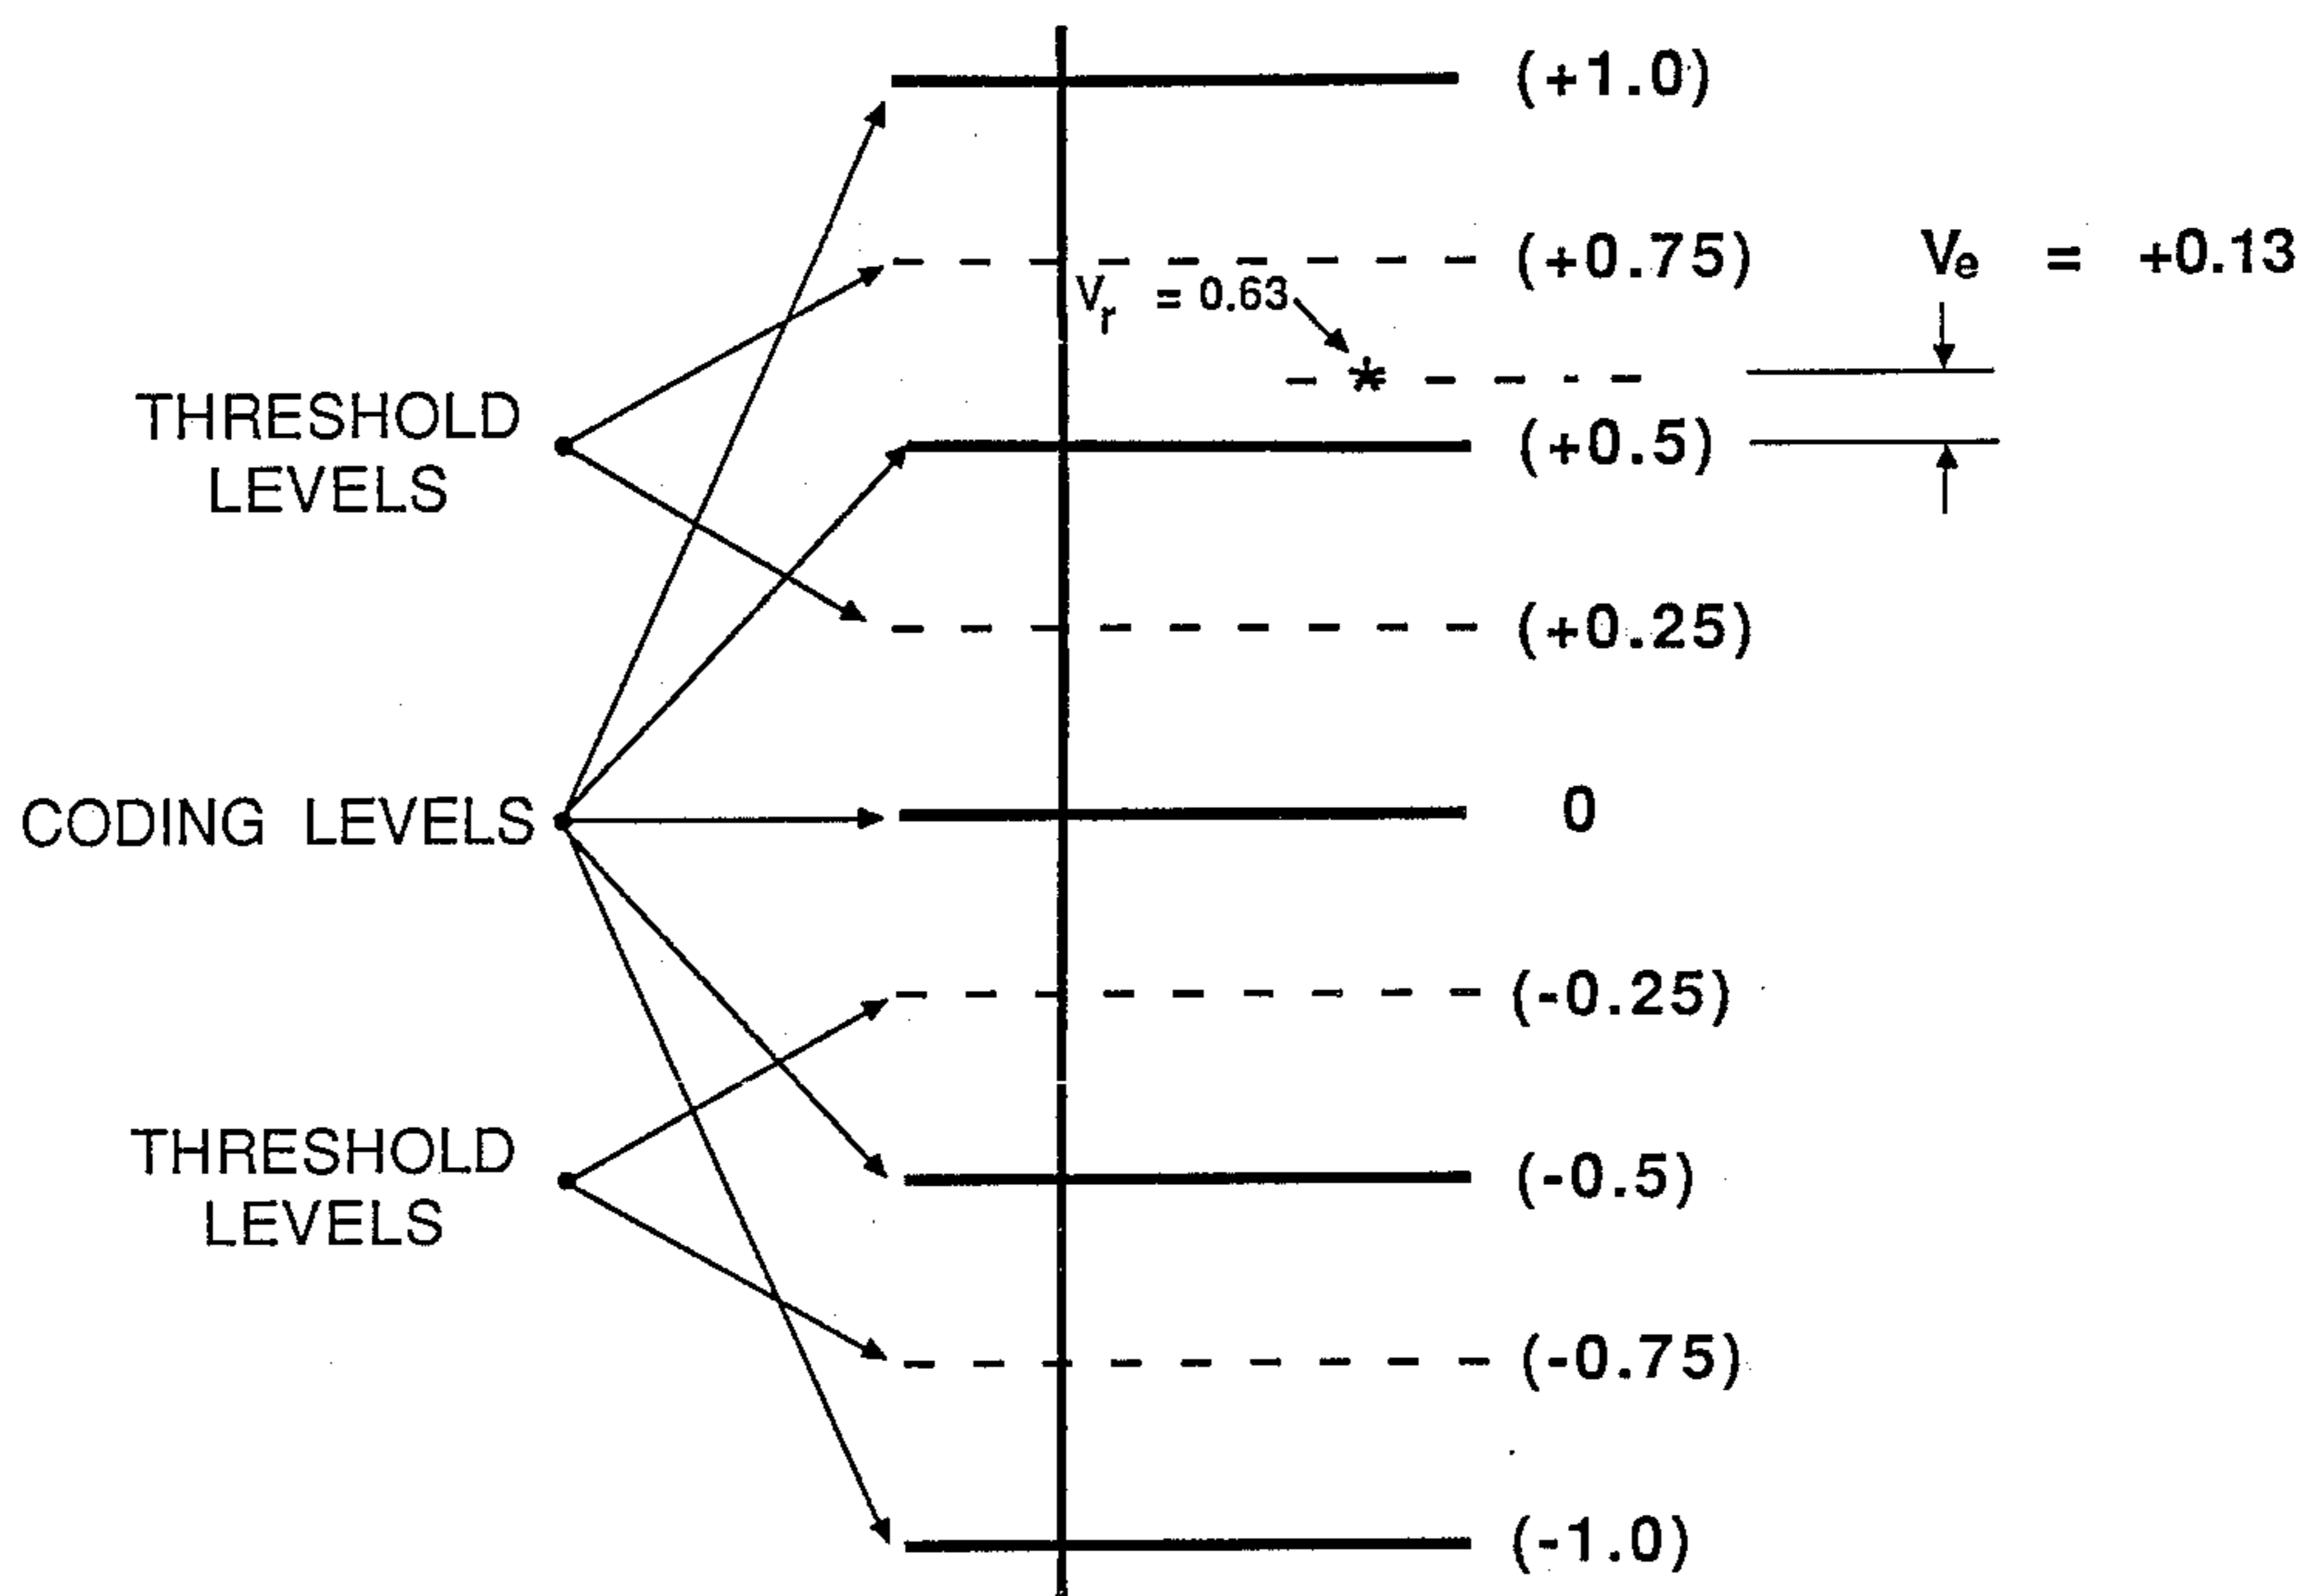 (+1.0)
(+0.75)
Ve = +0.13
Vr = 0.63
*
THRESHOLD
LEVELS
(+0.5)
(+0.25)
CODING LEVELS
0
(-0.25)
THRESHOLD
LEVELS
(-0.5)
(-0.75)
(-1.0)